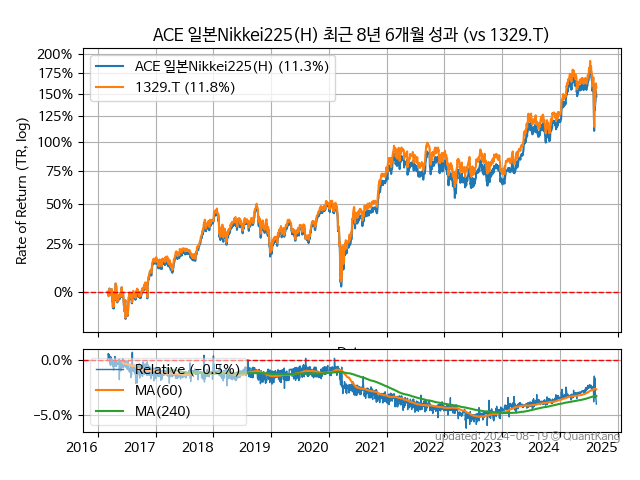 ACE 일본Nikkei225(H) 최근 8년 6개월 성과 (vs 1329.T)
Rate of Return (TR, log)
200%
175%
150%
125%
100%
75%
50%
25%
0%
ACE 일본Nikkei225(H) (11.3%)
1329.T (11.8%)
0.0%
−5.0%
Relative (−0.5%)
MA(60)
MA(240)
2016 2017 2018 2019 2020 2021 2022 2023 2024 2025
updated: 2024-08-19 © QuantKang